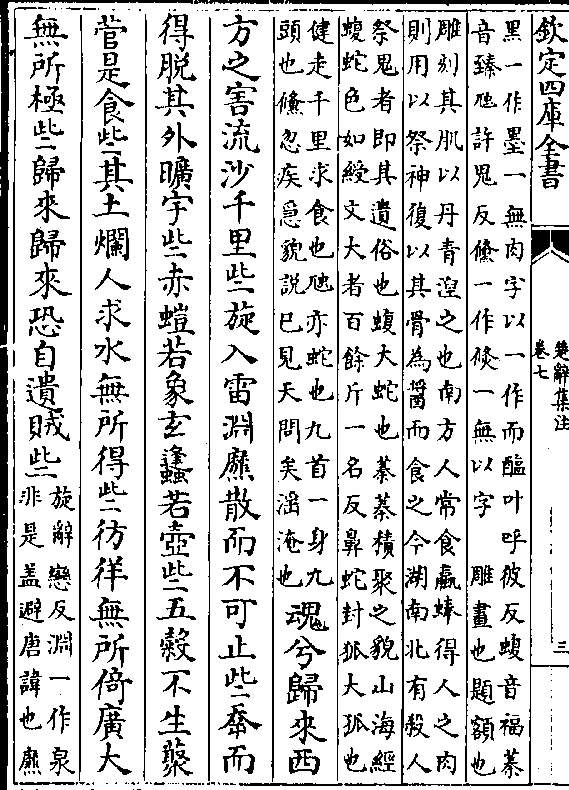 欽定四庫全書
楚辭集注
卷七
三
黑一作墨一無肉字以一作而醢叶呼彼反蝮音福蓁
音臻虺許鬼反儵一作倏一無以字　雕畫也題額也
雕刻其肌以丹青湼之也南方人常食蠃蜯得人之肉
則用以祭神復以其骨為醤而食之今湖南北有殺人
祭鬼者即其遺俗也蝮大蛇也蓁蓁積聚之貌山海經
蝮蛇色如綬文大者百餘斤一名反鼻蛇封狐大狐也
健走千里求食也虺亦蛇也九首一身九
頭也儵忽疾急貌說已見天問矣淫淹也
魂兮歸來西
方之害流沙千里些旋入雷淵爢散而不可止些㚠而
得脱其外曠宇些赤螘若象玄蠭若壺些五穀不生藂
菅是食些其土爛人求水無所得些彷徉無所倚廣大
無所極些歸來歸來恐自遺賊些
旋辭戀反淵一作泉
非是盖避唐諱也爢